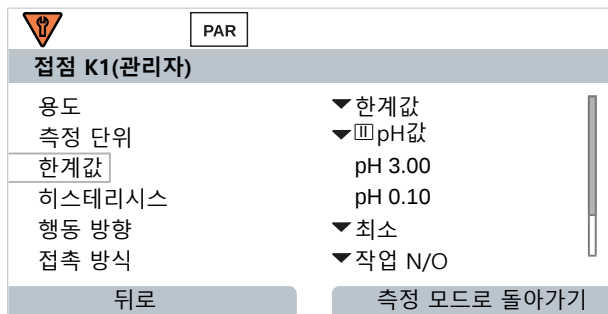 PAR
접점 K1(관리자)
용도 한계값
측정 단위 Ⅲ pH값
한계값 pH 3.00
히스테리시스 pH 0.10
행동 방향 최소
접촉 방식 작업 N/O
뒤로 측정 모드로 돌아가기